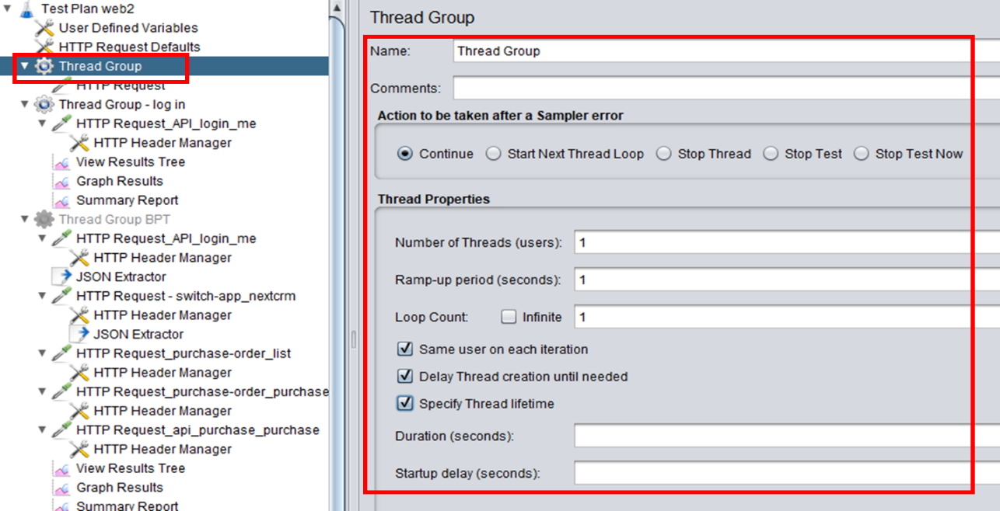 Test Plan web2
User Defined Variables
HTTP Request Defaults
Thread Group
HTTP Request
Thread Group - log in
HTTP Request_API_login_me
HTTP Header Manager
View Results Tree
Graph Results
Summary Report
Thread Group BPT
HTTP Request_API_login_me
HTTP Header Manager
JSON Extractor
HTTP Request - switch-app_nextcrm
HTTP Header Manager
JSON Extractor
HTTP Request_purchase-order_list
HTTP Header Manager
HTTP Request_purchase-order_purchase
HTTP Header Manager
HTTP Request_api_purchase_purchase
HTTP Header Manager
View Results Tree
Graph Results
Summary Report
Thread Group
Name: Thread Group
Comments:
Action to be taken after a Sampler error
Continue Start Next Thread Loop Stop Thread Stop Test Stop Test Now
Thread Properties
Number of Threads (users): 1
Ramp-up period (seconds): 1
Loop Count: Infinite 1
Same user on each iteration
Delay Thread creation until needed
Specify Thread lifetime
Duration (seconds):
Startup delay (seconds):